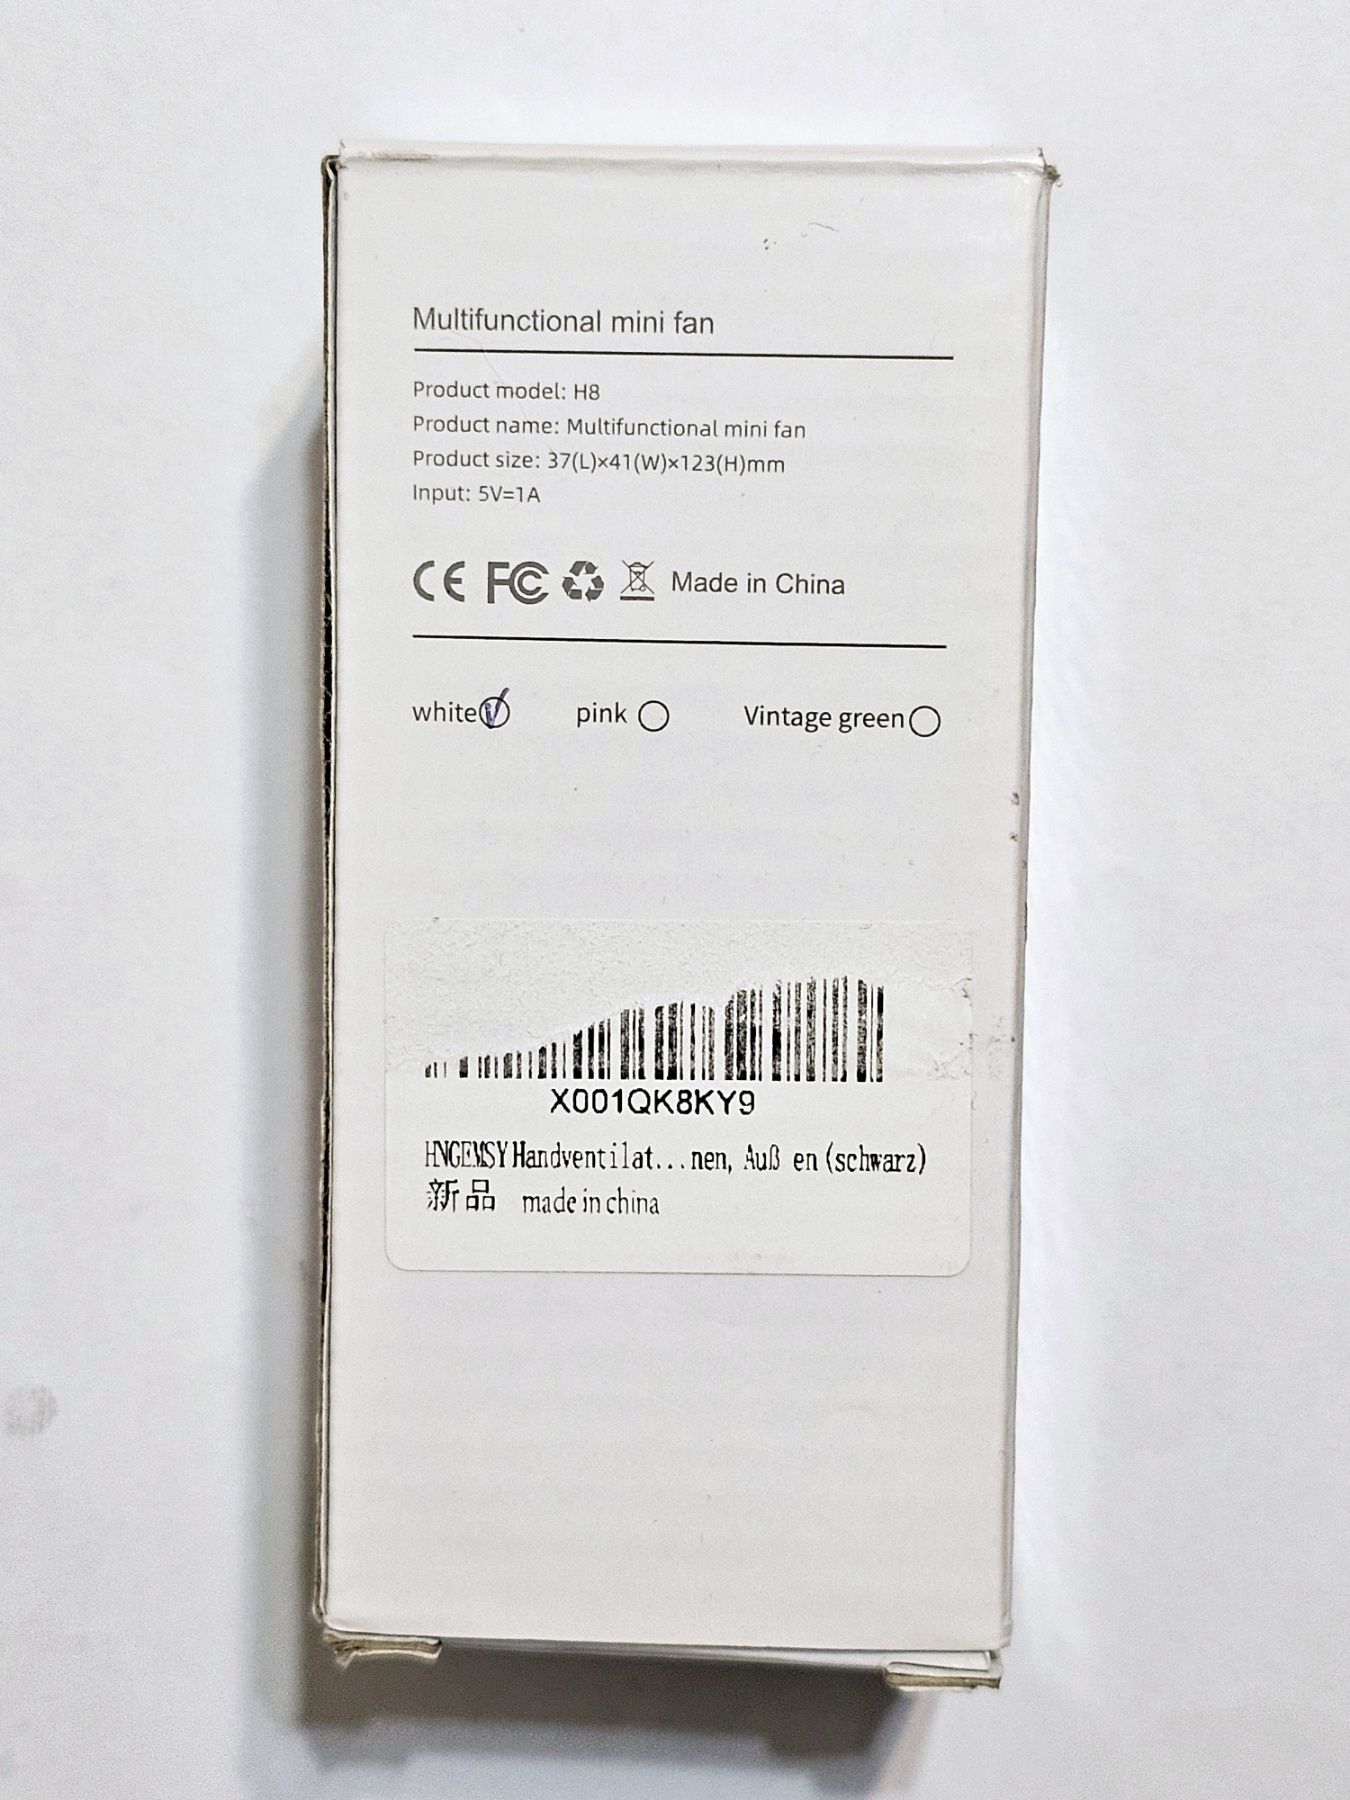 Multifunctional mini fan
Product model: H8
Product name: Multifunctional mini fan
Product size: 37(L)×41(W)×123(H)mm
Input: 5V=1A
CE FC Made in China
white pink Vintage green
X001QK8KY9
HNGEMSY Handventilat...nen, Auß en (schwarz)
新品 made in china